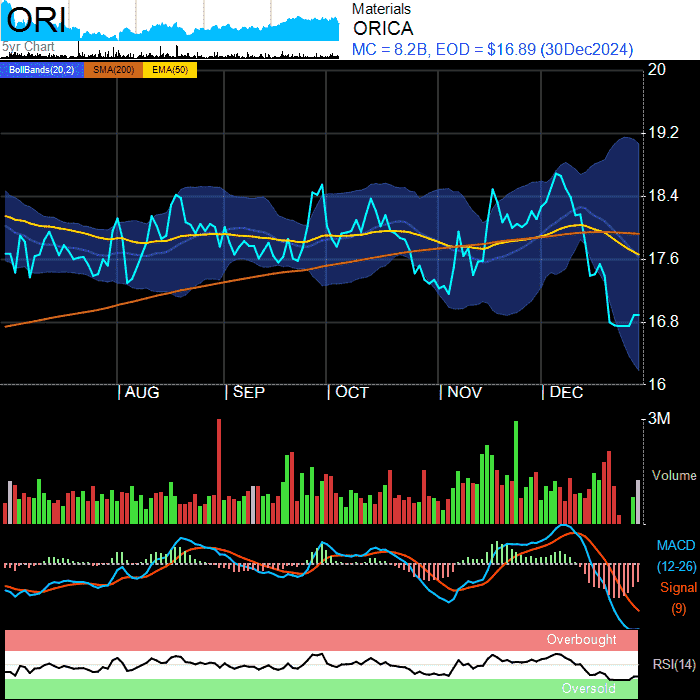 ORI
5yr Chart
Materials
ORICA
MC = 8.2B, EOD = $16.89 (30Dec2024)
BollBands(20,2) SMA(200) EMA(50)
20
19.2
18.4
17.6
16.8
16
AUG SEP OCT NOV DEC
3M
Volume
MACD
(12-26)
Signal
(9)
Overbought
RSI(14)
Oversold